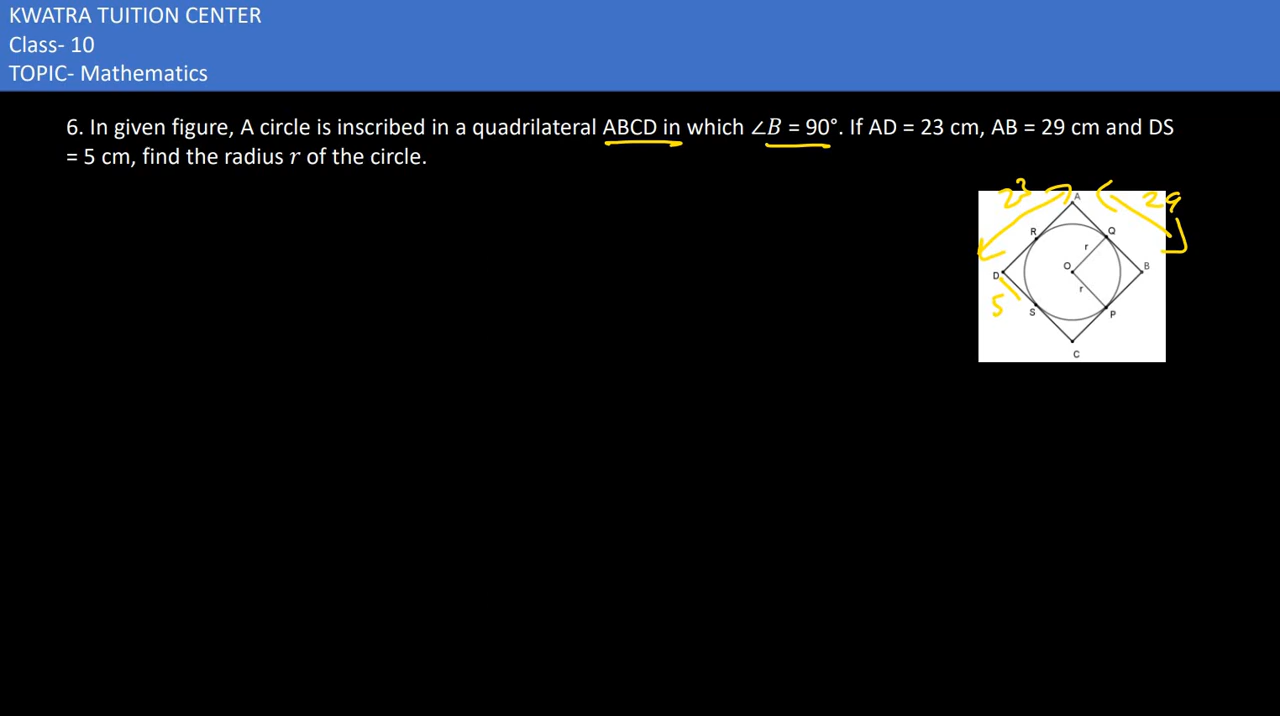 KWATRA TUITION CENTER
Class- 10
TOPIC- Mathematics
6. In given figure, A circle is inscribed in a quadrilateral ABCD in which ∠B = 90°. If AD = 23 cm, AB = 29 cm and DS
= 5 cm, find the radius r of the circle.
23
29
A
R
Q
r
O
B
D
5
r
S
P
C